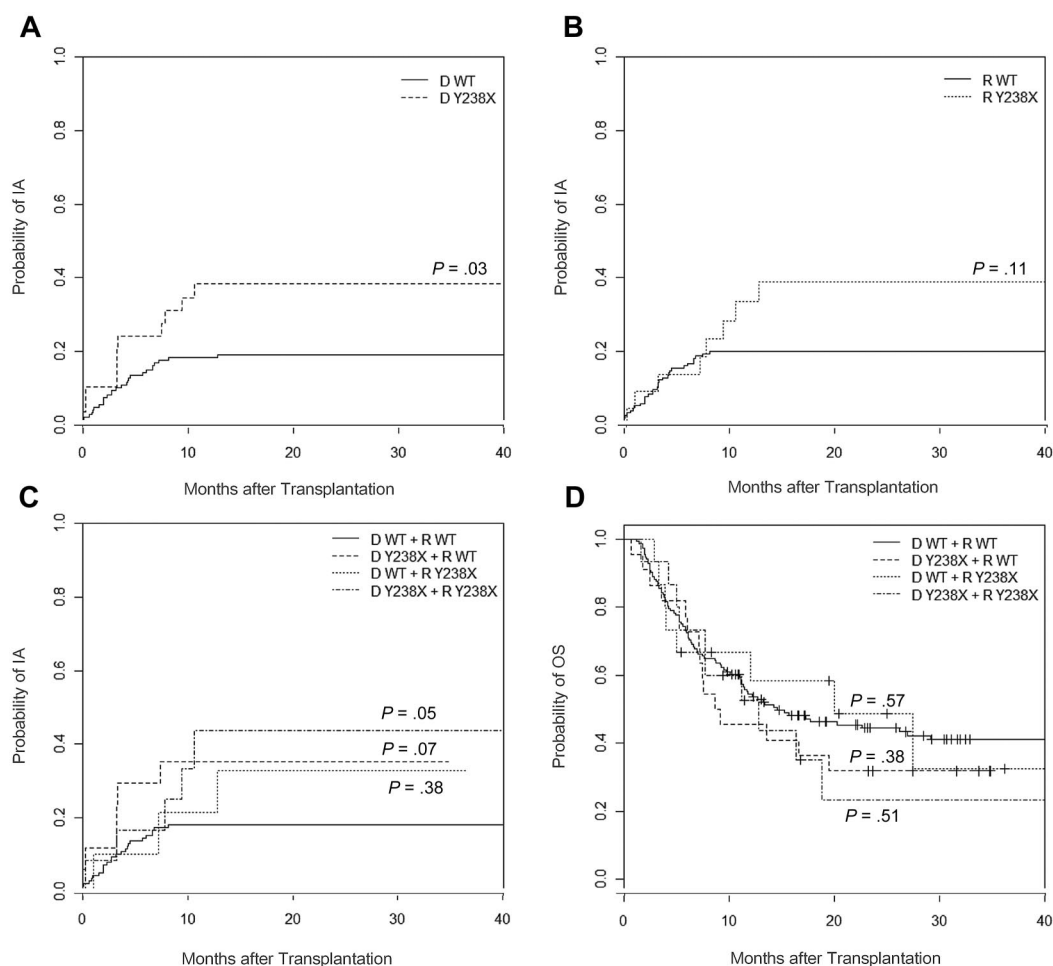 A
1.0
0.8
0.6
0.4
0.2
0.0
Probability of IA
D WT
D Y238X
P = .03
0 10 20 30 40
Months after Transplantation
B
1.0
0.8
0.6
0.4
0.2
0.0
Probability of IA
R WT
R Y238X
P = .11
0 10 20 30 40
Months after Transplantation
C
1.0
0.8
0.6
0.4
0.2
0.0
Probability of IA
D WT + R WT
D Y238X + R WT
D WT + R Y238X
D Y238X + R Y238X
P = .05
P = .07
P = .38
0 10 20 30 40
Months after Transplantation
D
1.0
0.8
0.6
0.4
0.2
0.0
Probability of OS
D WT + R WT
D Y238X + R WT
D WT + R Y238X
D Y238X + R Y238X
P = .57
P = .38
P = .51
0 10 20 30 40
Months after Transplantation